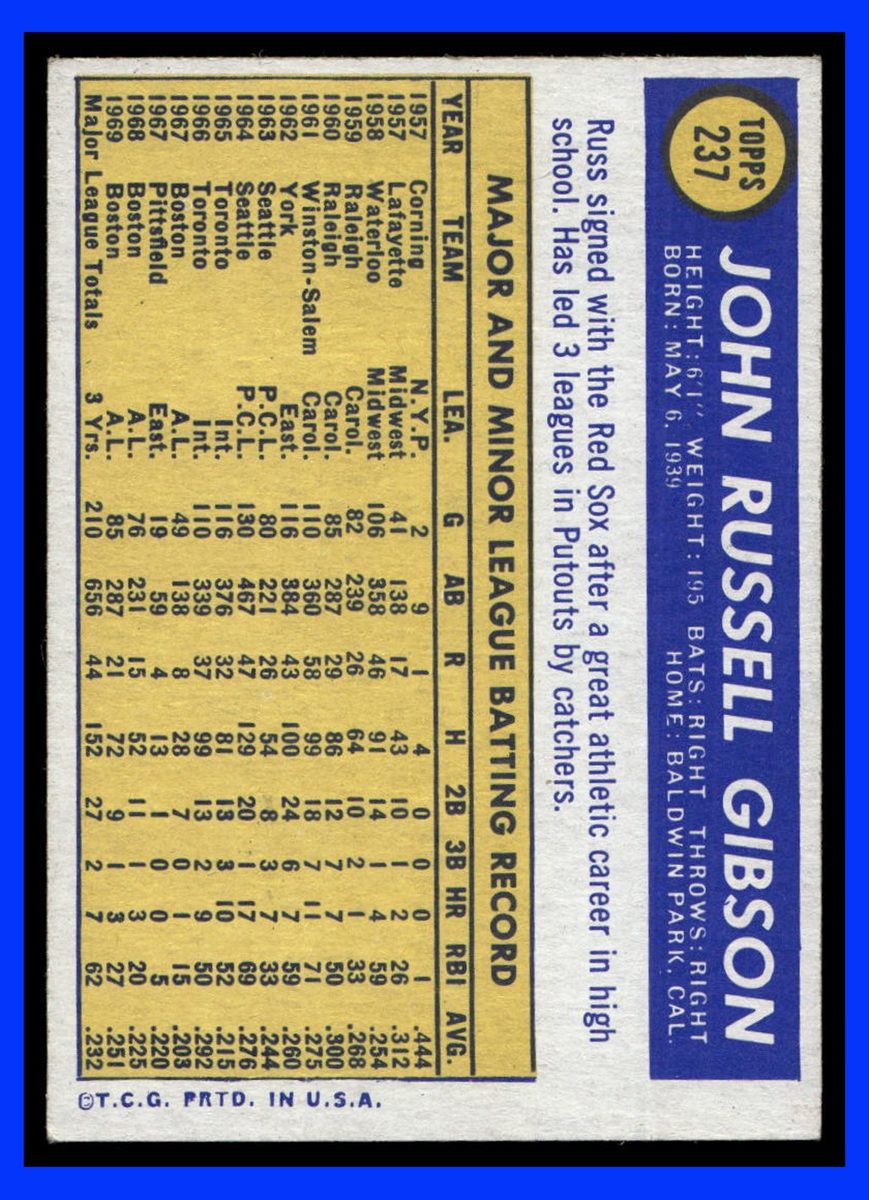 TOPPS
237
JOHN RUSSELL GIBSON
HEIGHT: 6'1" WEIGHT: 195 BATS: RIGHT THROWS: RIGHT
BORN: MAY 6, 1939 HOME: BALDWIN PARK, CAL.
Russ signed with the Red Sox after a great athletic career in high
school. Has led 3 leagues in Putouts by catchers.
MAJOR AND MINOR LEAGUE BATTING RECORD
YEAR TEAM LEA. G AB R H 2B 3B HR RBI AVG.
1957 Corning N.Y.P. 2 9 1 4 0 0 0 1 .444
1957 Lafayette Midwest 41 138 17 43 10 1 2 26 .312
1958 Waterloo Midwest 106 358 46 91 14 1 4 59 .254
1959 Raleigh Carol. 82 239 26 64 10 2 1 33 .268
1960 Raleigh Carol. 85 287 29 86 12 7 7 50 .300
1961 Winston-Salem Carol. 110 360 58 99 18 7 11 71 .275
1962 York East. 116 384 43 100 24 6 7 59 .260
1963 Seattle P.C.L. 80 221 26 54 8 3 7 33 .244
1964 Seattle P.C.L. 130 467 47 129 20 1 17 69 .276
1965 Toronto Int. 116 376 32 81 13 3 10 52 .215
1966 Toronto Int. 110 339 37 99 13 2 9 50 .292
1967 Boston A.L. 49 138 8 28 7 0 1 15 .203
1967 Pittsfield East. 19 59 4 13 1 0 0 5 .220
1968 Boston A.L. 76 231 15 52 11 1 3 20 .225
1969 Boston A.L. 85 287 21 72 9 1 3 27 .251
Major League Totals 3 Yrs. 210 656 44 152 27 2 7 62 .232
©T.C.G. PRTD. IN U.S.A.